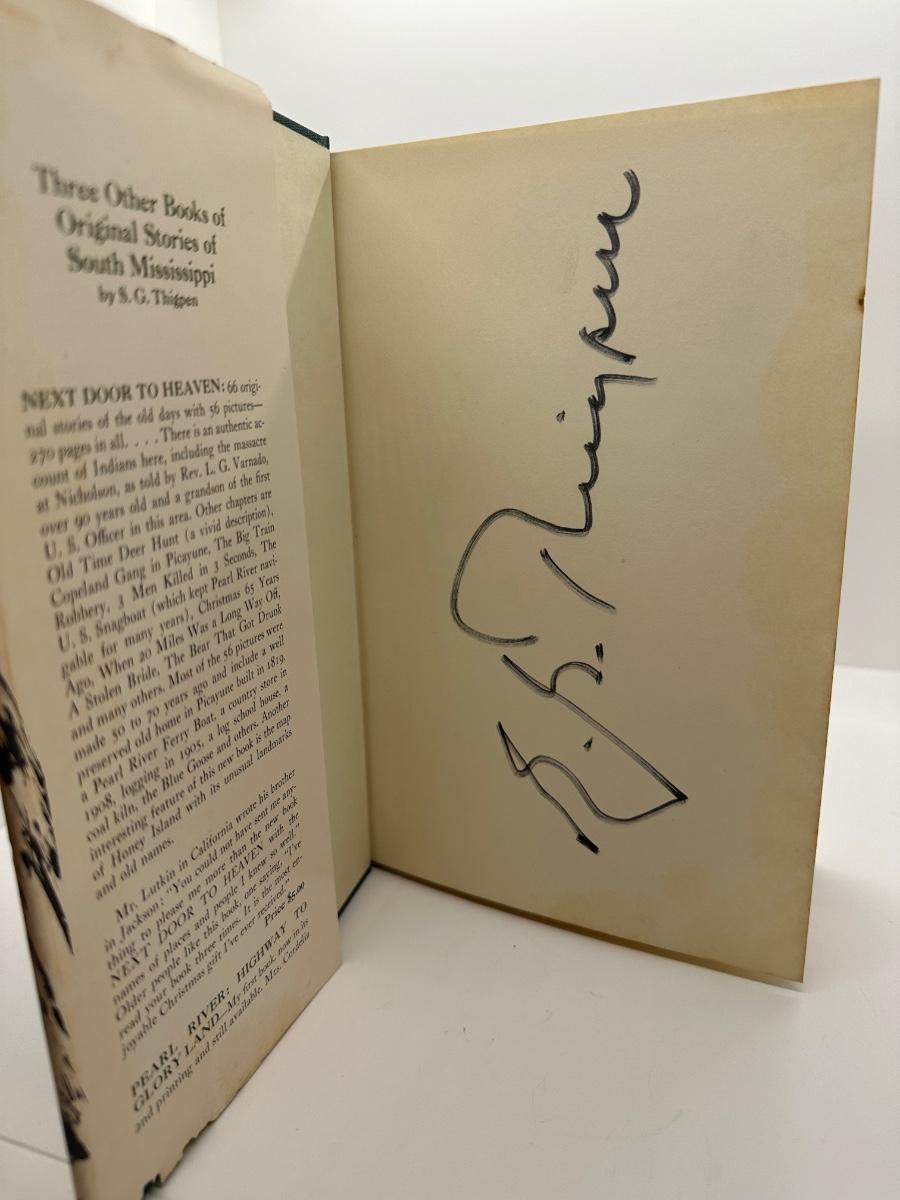 Three Other Books of
Original Stories of
South Mississippi
by S. G. Thigpen
NEXT DOOR TO HEAVEN: 66 origi-
nal stories of the old days with 56 pictures—
270 pages in all. . . . There is an authentic ac-
count of Indians here, including the massacre
at Nicholson, as told by Rev. L. G. Varnado,
over 90 years old and a grandson of the first
U. S. Officer in this area. Other chapters are
Old Time Deer Hunt (a vivid description),
Copeland Gang in Picayune, The Big Train
Robbery, 3 Men Killed in 3 Seconds, The
U. S. Snagboat (which kept Pearl River navi-
gable for many years), Christmas 65 Years
Ago, When 20 Miles Was a Long Way Off,
A Stolen Bride, The Bear That Got Drunk
and many others. Most of the 56 pictures were
made 50 to 70 years ago and include a well
preserved old home in Picayune built in 1819,
a Pearl River Ferry Boat, a country store in
1908, logging in 1905, a log school house, a
coal kiln, the Blue Goose and others. Another
interesting feature of this new book is the map
of Honey Island with its unusual landmarks
and old names.
Mr. Lutkin in California wrote his brother
in Jackson: "You could not have sent me any-
thing to please me more than the new book
NEXT DOOR TO HEAVEN with the
names of places and people I knew so well."
Older people like this book, one saying: "I've
read your book three times. It is the most en-
joyable Christmas gift I've ever received."
Price $5.00
PEARL RIVER: HIGHWAY TO
GLORY LAND—My first book, now in its
2nd printing and still available. Mrs. Cordelia
S. G. Thigpen